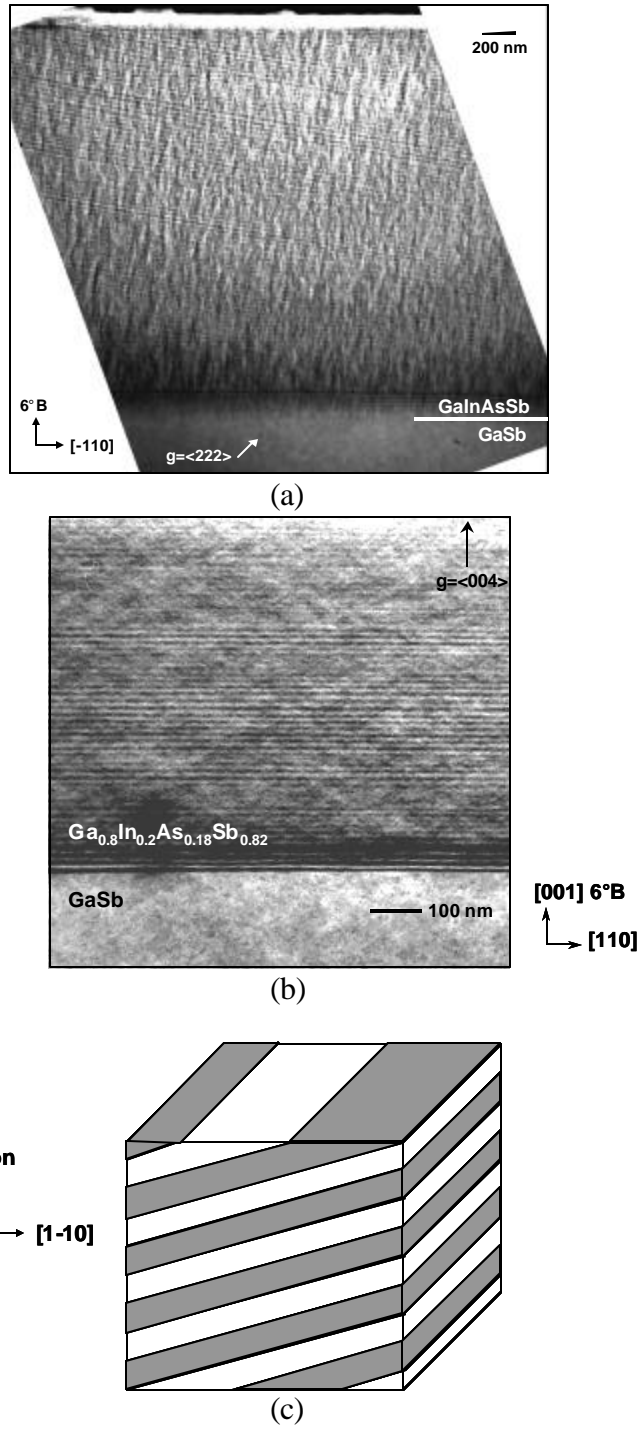 200 nm
GaInAsSb
GaSb
6°B
[-110]
g=<222>
(a)
g=<004>
Ga0.8In0.2As0.18Sb0.82
GaSb
100 nm
[001] 6°B
[110]
(b)
[1-10]
(c)